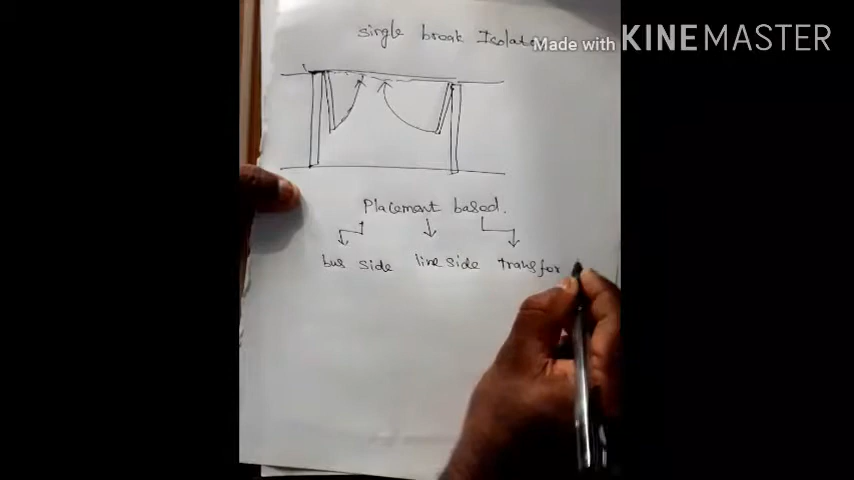 single break Isolat
Made with KINEMASTER
Placement based.
bus side line side transfor